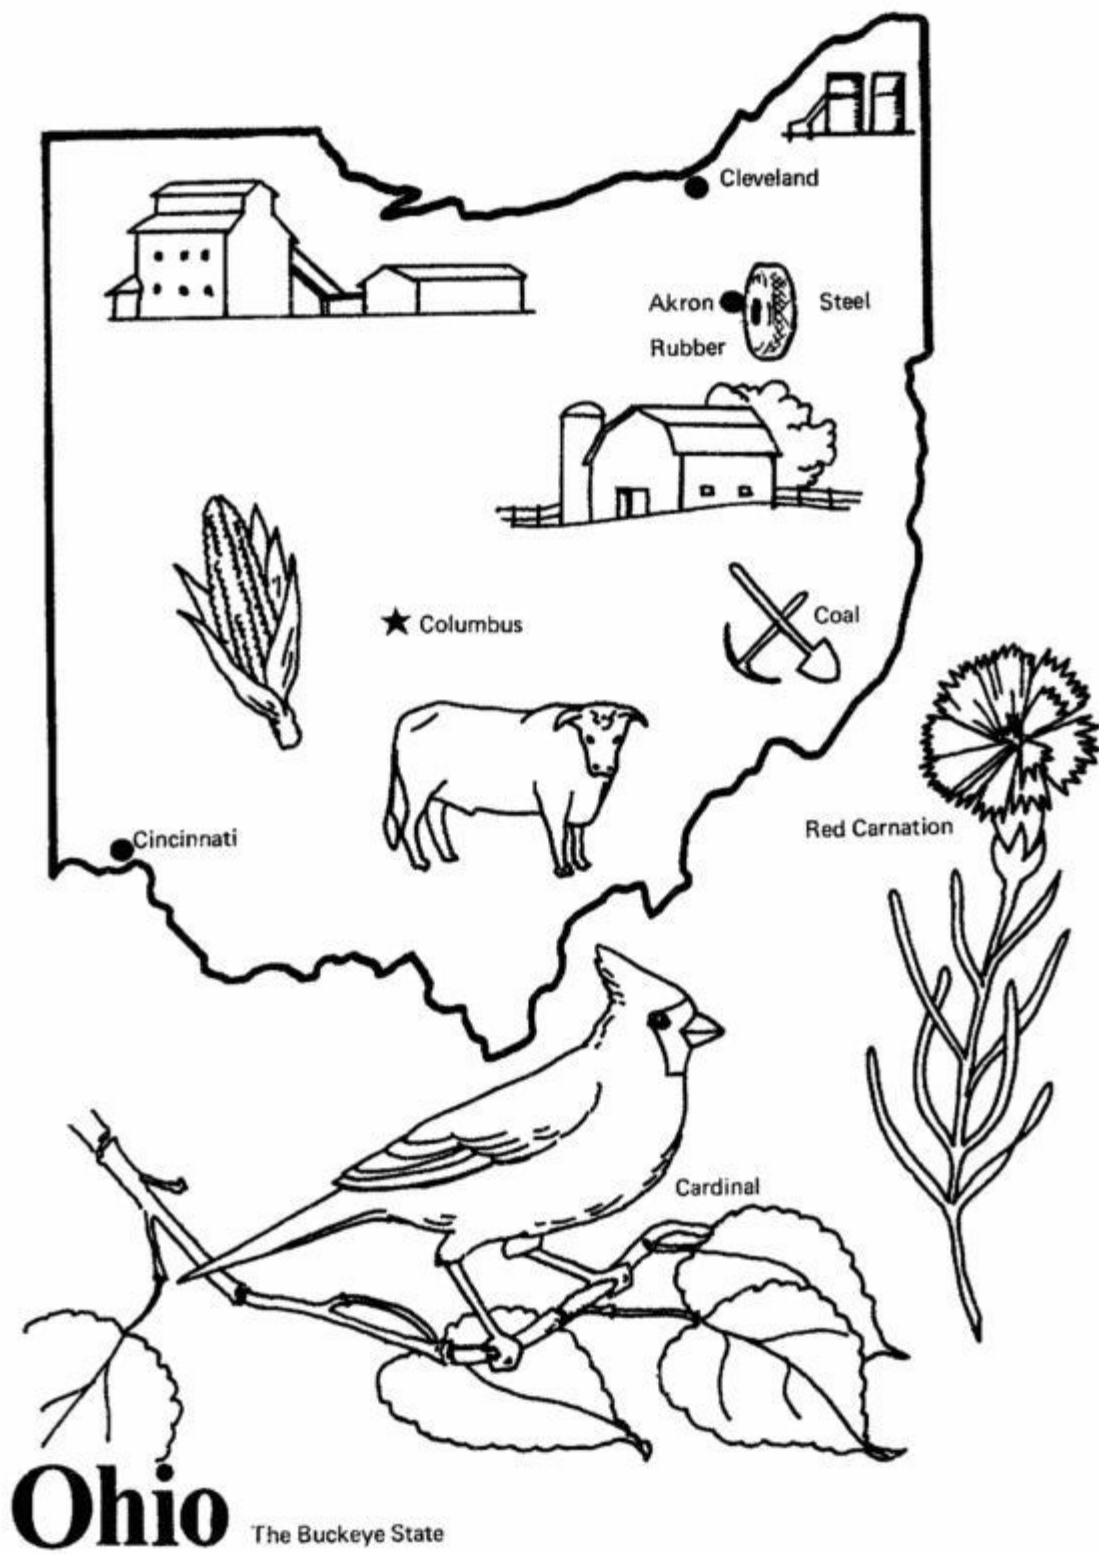 Cleveland
Akron
Steel
Rubber
Columbus
Coal
Red Carnation
Cincinnati
Cardinal
Ohio
The Buckeye State